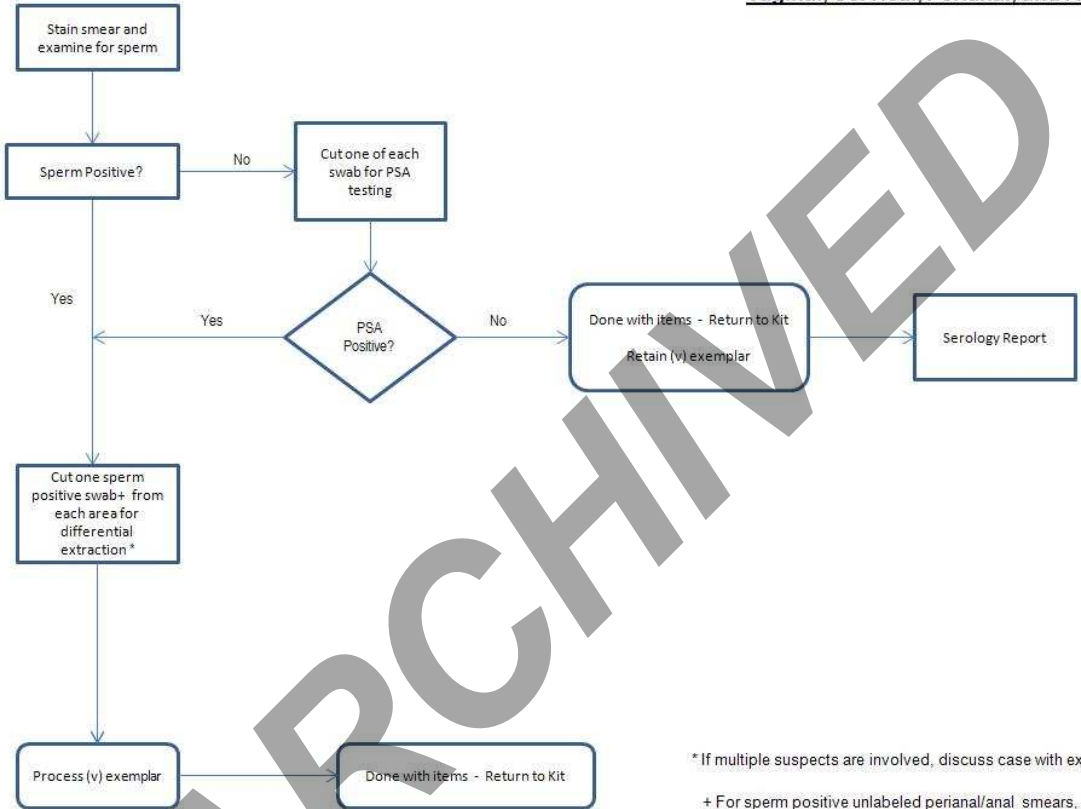 Stain smear and
examine for sperm
Sperm Positive?
No
Cut one of each
swab for PSA
testing
Yes
Yes
PSA
Positive?
No
Done with items - Return to Kit
Retain (v) exemplar
Serology Report
Cut one sperm
positive swab+ from
each area for
differential
extraction *
Process (v) exemplar
Done with items - Return to Kit
* If multiple suspects are involved, discuss case with
+ For sperm positive unlabeled perianal/anal smears,
ARCHIVED